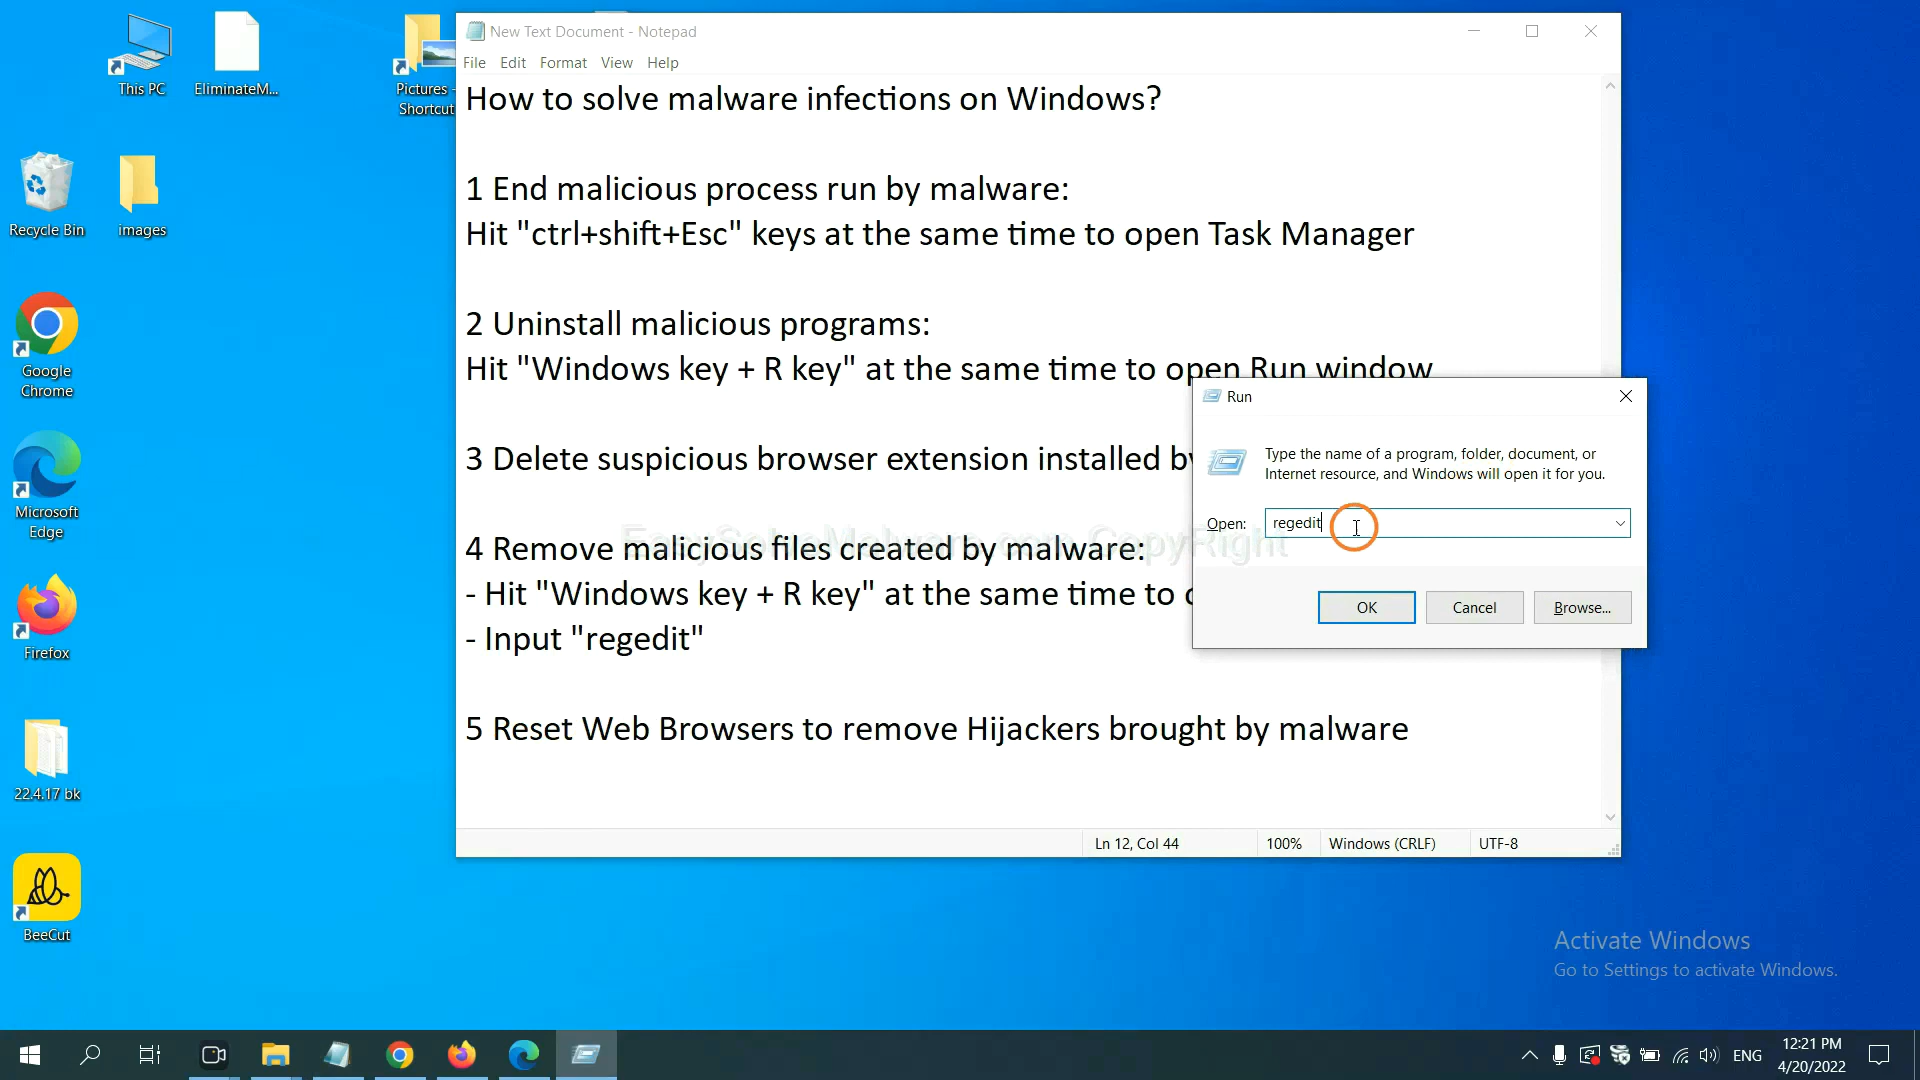 This PC
EliminateM...
Pictures -
Shortcut
Recycle Bin
images
Google
Chrome
Microsoft
Edge
Firefox
22.4.17 bk
BeeCut
New Text Document - Notepad
File Edit Format View Help
How to solve malware infections on Windows?
1 End malicious process run by malware:
Hit "ctrl+shift+Esc" keys at the same time to open Task Manager
2 Uninstall malicious programs:
Hit "Windows key + R key" at the same time to open Run window
3 Delete suspicious browser extension installed by
4 Remove malicious files created by malware:
- Hit "Windows key + R key" at the same time to
- Input "regedit"
5 Reset Web Browsers to remove Hijackers brought by malware
EasySolveMalware.com CopyRight
Ln 12, Col 44 100% Windows (CRLF) UTF-8
Run
Type the name of a program, folder, document, or
Internet resource, and Windows will open it for you.
Open: regedit
OK Cancel Browse...
Activate Windows
Go to Settings to activate Windows.
ENG
12:21 PM
4/20/2022